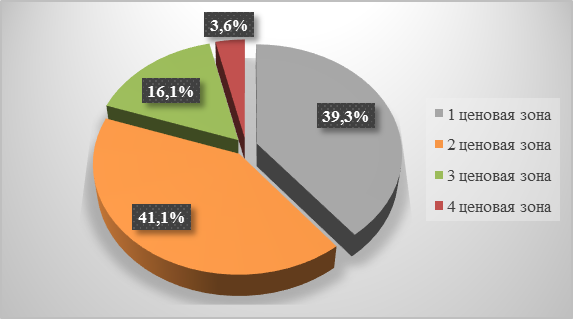 3,6%
16,1%
39,3%
41,1%
1 ценовая зона
2 ценовая зона
3 ценовая зона
4 ценовая зона